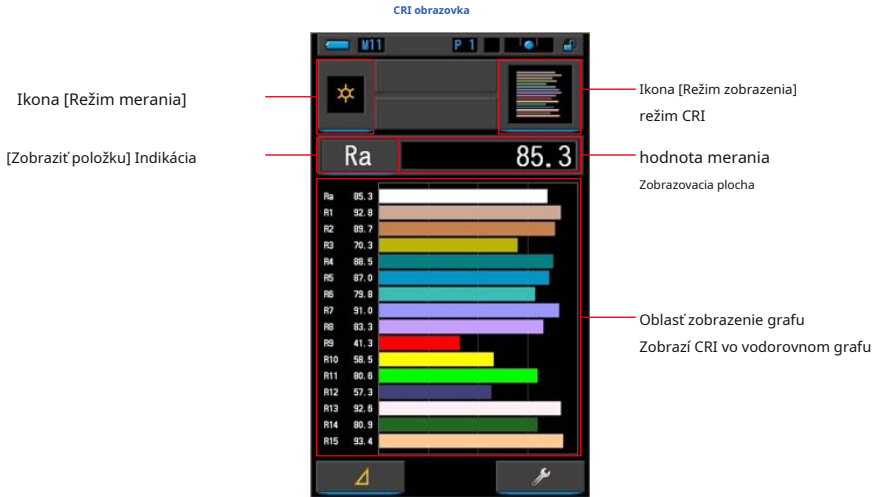 CRI obrazovka
M11 P 1
Ikona [Režim merania]
Ikona [Režim zobrazenia]
režim CRI
[Zobraziť položku] Indikácia
Ra 85.3
hodnota merania
Zobrazovacia plocha
Ra 85.3
R1 92.8
R2 89.7
R3 70.3
R4 88.5
R5 87.0
R6 79.8
R7 91.0
R8 83.3
R9 41.3
R10 58.5
R11 80.6
R12 57.3
R13 92.6
R14 80.9
R15 93.4
Oblasť zobrazenie grafu
Zobrazí CRI vo vodorovnom grafu